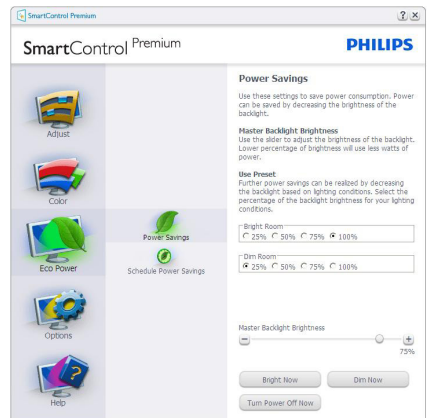 SmartControl Premium
? ×
SmartControl Premium
PHILIPS
Adjust
Color
Eco Power
Options
Help
Power Savings
Schedule Power Savings
Power Savings
Use these settings to save power consumption. Power
can be saved by decreasing the brightness of the
backlight.
Master Backlight Brightness
Use the slider to adjust the brightness of the backlight.
Lower percentage of brightness will use less watts of
power.
Use Preset
Further power savings can be realized by decreasing
the backlight based on lighting conditions. Select the
percentage of the backlight brightness for your lighting
conditions.
Bright Room
25% 50% 75% 100%
Dim Room
25% 50% 75% 100%
Master Backlight Brightness
75%
Bright Now Dim Now
Turn Power Off Now